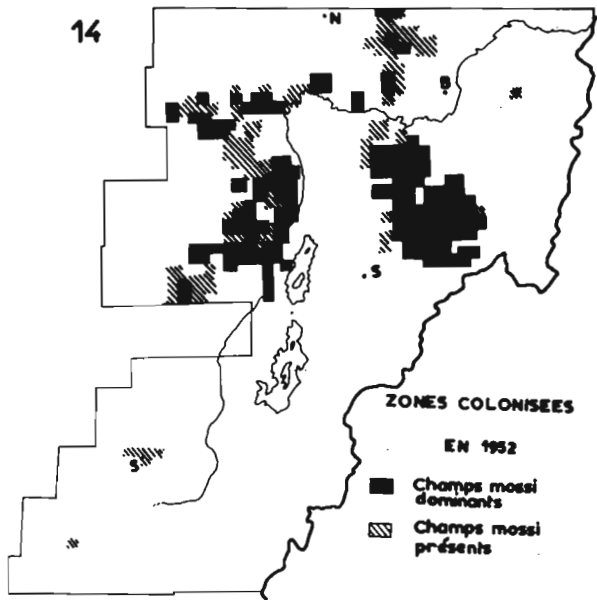 14
N
B
S
ZONES COLONISEES
EN 1952
S
Champs mossi
dominants
Champs mossi
présents